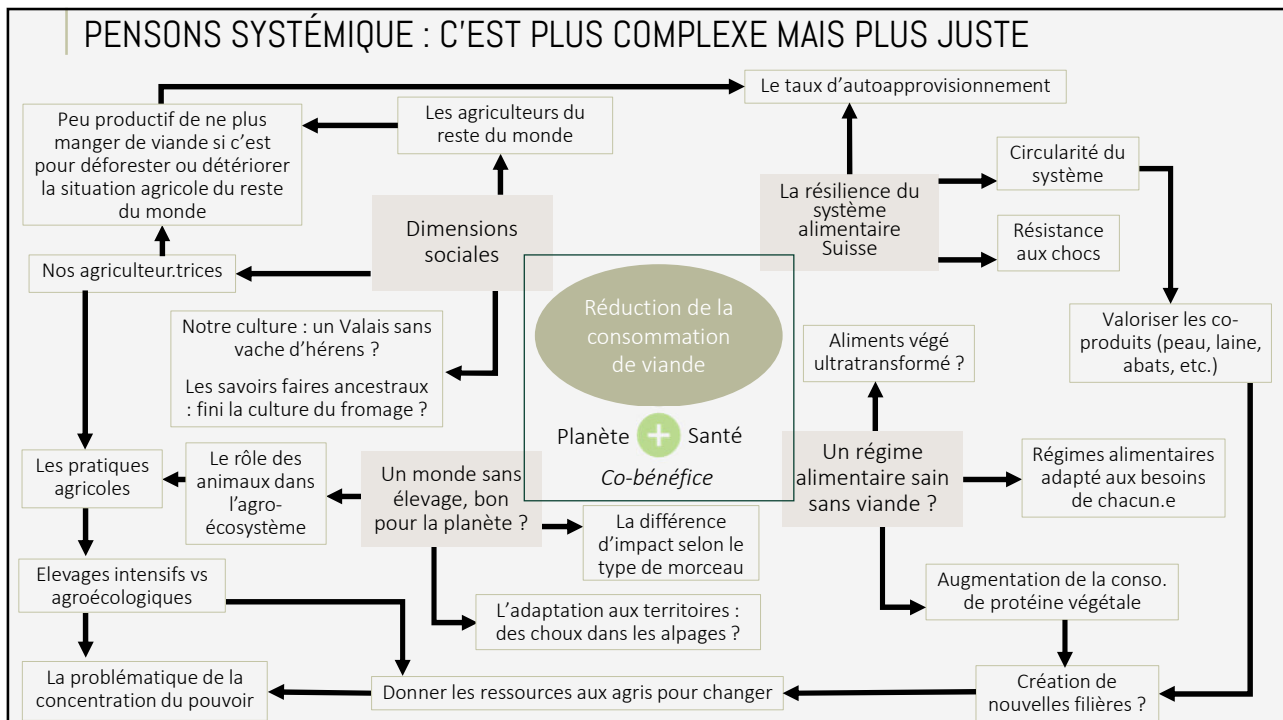 PENSONS SYSTÉMIQUE : C'EST PLUS COMPLEXE MAIS PLUS JUSTE
Le taux d'autoapprovisionnement
Peu productif de ne plus
manger de viande si c'est
pour déforester ou détériorer
la situation agricole du reste
du monde
Les agriculteurs du
reste du monde
Circularité du
système
La résilience du
système
alimentaire
Suisse
Dimensions
sociales
Résistance
aux chocs
Nos agriculteur.trices
Réduction de la
consommation
de viande
Notre culture : un Valais sans
vache d'hérens ?
Les savoirs faires ancestraux
: fini la culture du fromage ?
Aliments végé
ultratransformé ?
Valoriser les co-
produits (peau, laine,
abats, etc.)
Planète + Santé
Co-bénéfice
Les pratiques
agricoles
Le rôle des
animaux dans
l'agro-
écosystème
Un monde sans
élevage, bon
pour la planète ?
Un régime
alimentaire sain
sans viande ?
Régimes alimentaires
adapté aux besoins
de chacun.e
La différence
d'impact selon le
type de morceau
Elevages intensifs vs
agroécologiques
Augmentation de la conso.
de protéine végétale
L'adaptation aux territoires :
des choux dans les alpages ?
La problématique de la
concentration du pouvoir
Donner les ressources aux agris pour changer
Création de
nouvelles filières ?